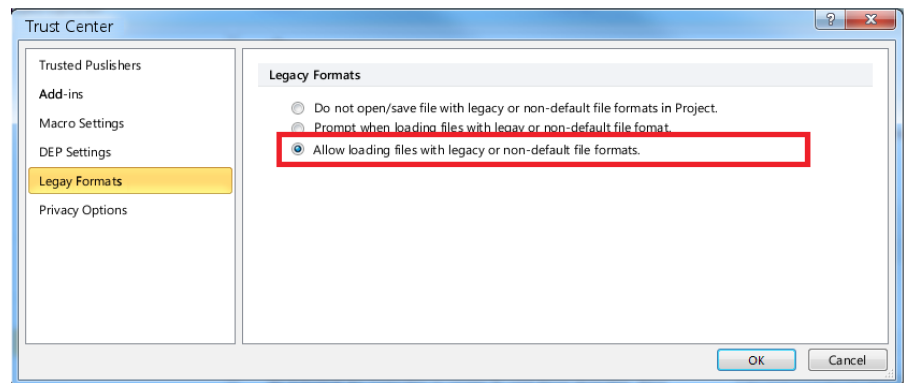 Trust Center
Trusted Puslishers
Add-ins
Macro Settings
DEP Settings
Legay Formats
Privacy Options
Legacy Formats
Do not open/save file with legacy or non-default file formats in Project.
Prompt when loading files with legay or non-default file fomat.
Allow loading files with legacy or non-default file formats.
OK Cancel